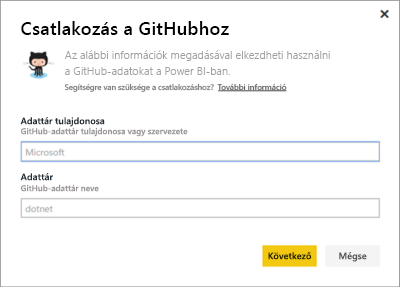 Csatlakozás a GitHubhoz
Az alábbi információk megadásával elkezdheti használni
a GitHub-adatokat a Power BI-ban.
Segítségre van szüksége a csatlakozáshoz? További információ
Adattár tulajdonosa
GitHub-adattár tulajdonosa vagy szervezete
Microsoft
Adattár
GitHub-adattár neve
dotnet
Következő Mégse